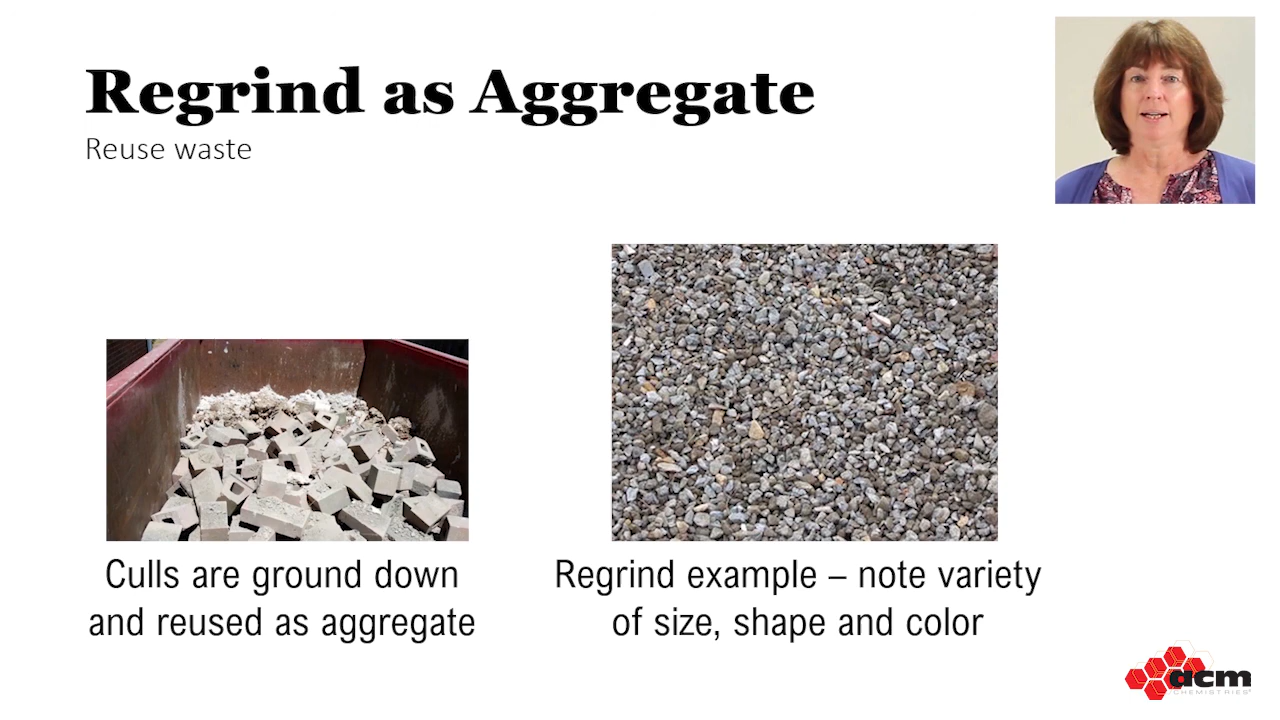 Regrind as Aggregate
Reuse waste
Culls are ground down
and reused as aggregate
Regrind example – note variety
of size, shape and color
acm
CHEMISTRIES®